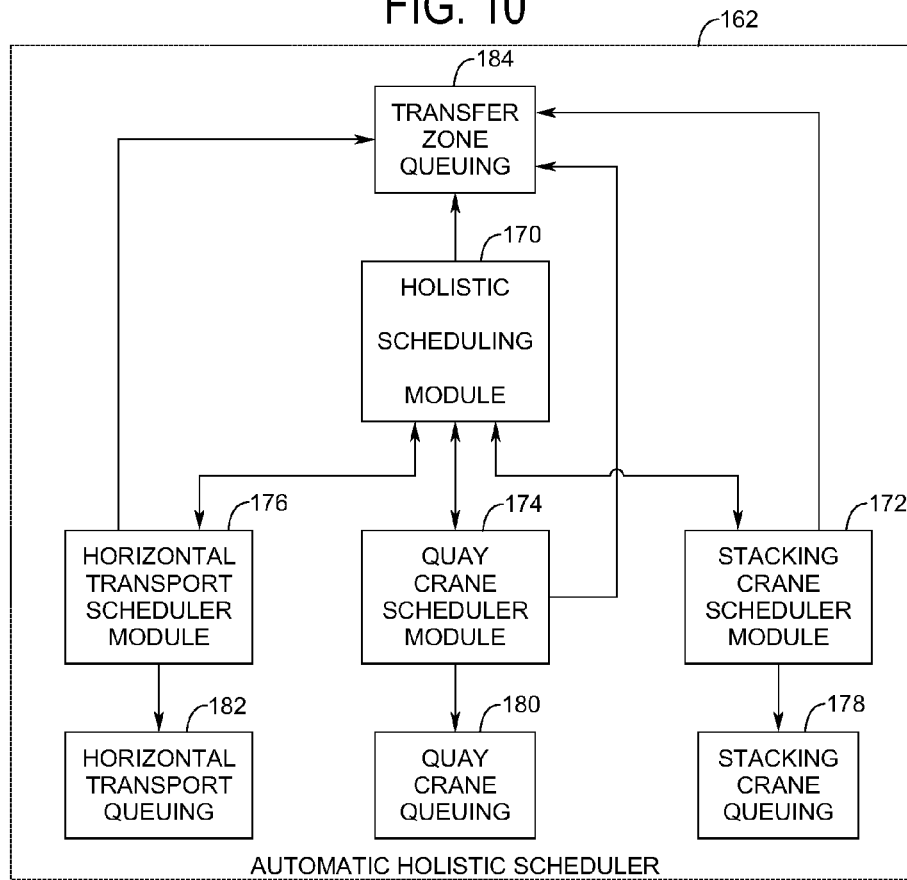 FIG. 10
162
184
TRANSFER
ZONE
QUEUING
170
HOLISTIC
SCHEDULING
MODULE
176
HORIZONTAL
TRANSPORT
SCHEDULER
MODULE
174
QUAY
CRANE
SCHEDULER
MODULE
172
STACKING
CRANE
SCHEDULER
MODULE
182
HORIZONTAL
TRANSPORT
QUEUING
180
QUAY
CRANE
QUEUING
178
STACKING
CRANE
QUEUING
AUTOMATIC HOLISTIC SCHEDULER